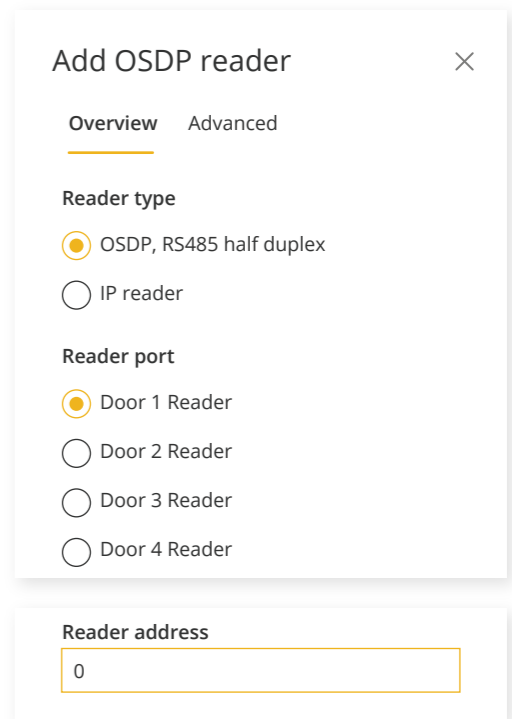 Add OSDP reader
Overview Advanced
Reader type
OSDP, RS485 half duplex
IP reader
Reader port
Door 1 Reader
Door 2 Reader
Door 3 Reader
Door 4 Reader
Reader address
0